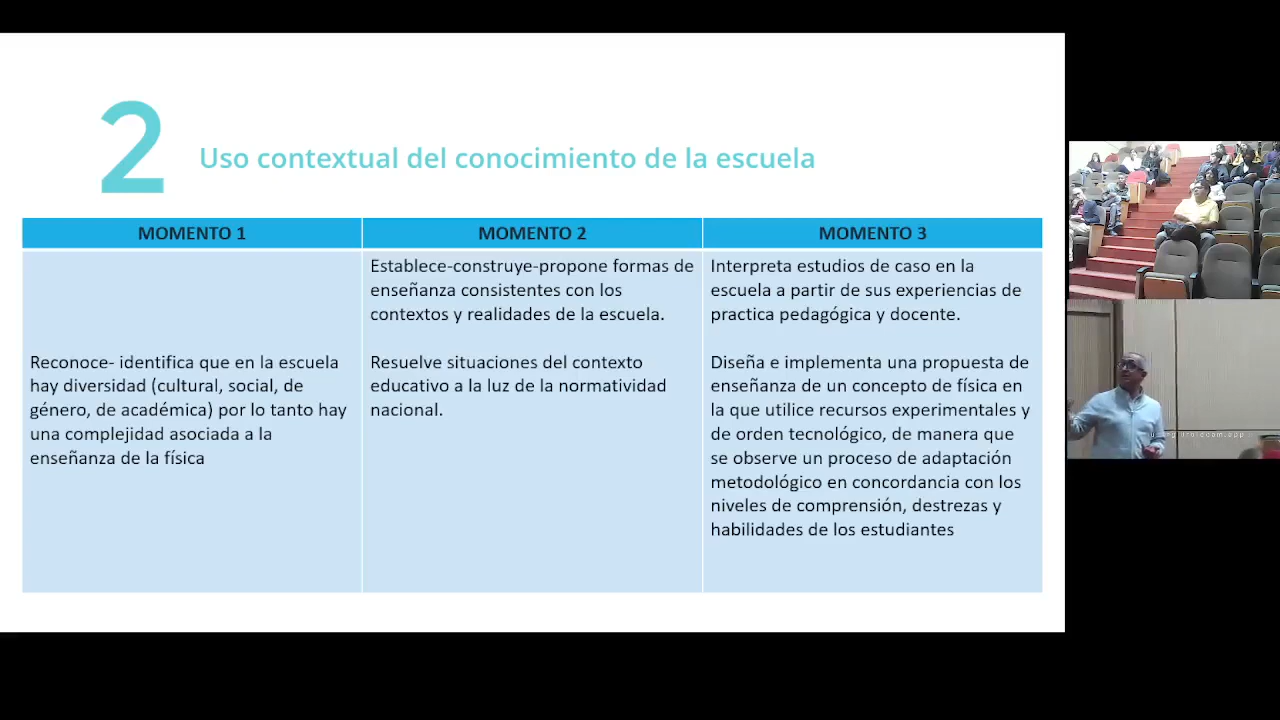 2
Uso contextual del conocimiento de la escuela
MOMENTO 1
MOMENTO 2
MOMENTO 3
Reconoce- identifica que en la escuela
hay diversidad (cultural, social, de
género, de académica) por lo tanto hay
una complejidad asociada a la
enseñanza de la física
Establece-construye-propone formas de
enseñanza consistentes con los
contextos y realidades de la escuela.
Resuelve situaciones del contexto
educativo a la luz de la normatividad
nacional.
Interpreta estudios de caso en la
escuela a partir de sus experiencias de
practica pedagógica y docente.
Diseña e implementa una propuesta de
enseñanza de un concepto de física en
la que utilice recursos experimentales y
de orden tecnológico, de manera que
se observe un proceso de adaptación
metodológico en concordancia con los
niveles de comprensión, destrezas y
habilidades de los estudiantes